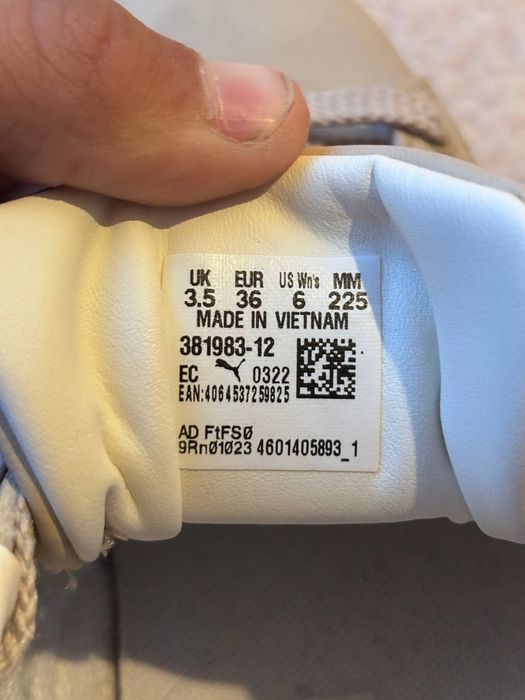 UK EUR US Wn's MM
3.5 36 6 225
MADE IN VIETNAM
381983-12
EC 0322
EAN:4064537259825
AD FtFSØ
9RnØ1Ø23 4601405893_1